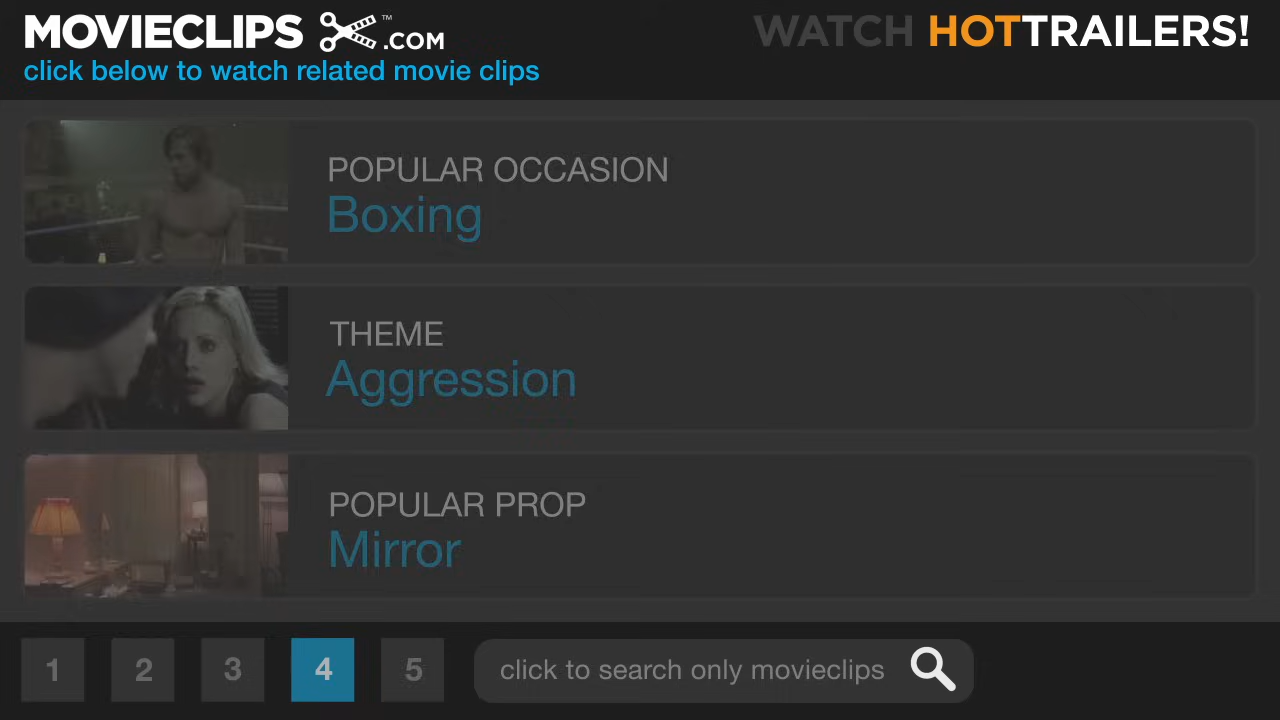 MOVIECLIPS ™ .COM
WATCH HOTTRAILERS!
click below to watch related movie clips
POPULAR OCCASION
Boxing
THEME
Aggression
POPULAR PROP
Mirror
1 2 3 4 5 click to search only movieclips